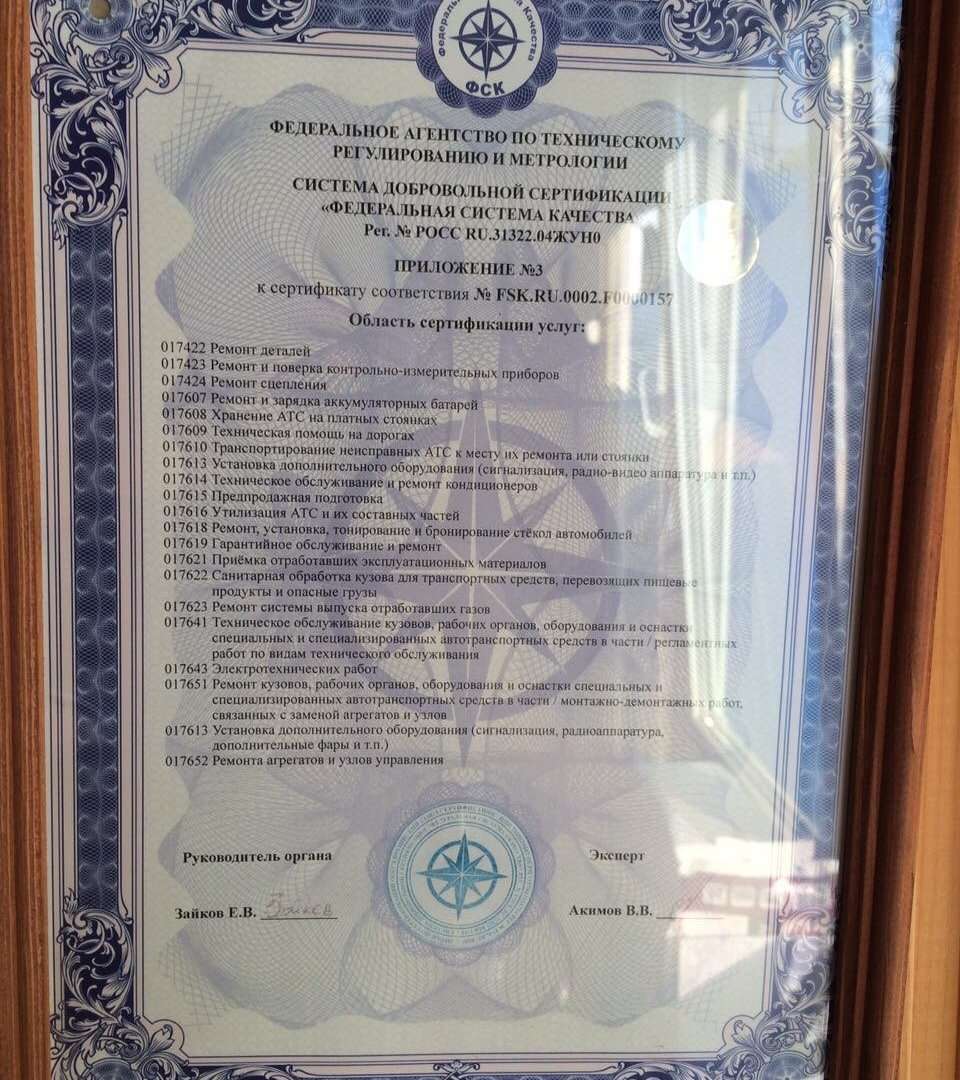 Федеральная Качества
ФСК
ФЕДЕРАЛЬНОЕ АГЕНТСТВО ПО ТЕХНИЧЕСКОМУ
РЕГУЛИРОВАНИЮ И МЕТРОЛОГИИ
СИСТЕМА ДОБРОВОЛЬНОЙ СЕРТИФИКАЦИИ
«ФЕДЕРАЛЬНАЯ СИСТЕМА КАЧЕСТВА
Рег. № РОСС RU.31322.04ЖУН0
ПРИЛОЖЕНИЕ №3
к сертификату соответствия № FSK.RU.0002.F0000157
Область сертификации услуг:
017422 Ремонт деталей
017423 Ремонт и поверка контрольно-измерительных приборов
017424 Ремонт сцепления
017607 Ремонт и зарядка аккумуляторных батарей
017608 Хранение АТС на платных стоянках
017609 Техническая помощь на дорогах
017610 Транспортирование неисправных АТС к месту их ремонта или стоянки
017613 Установка дополнительного оборудования (сигнализация, радио-видео аппаратура и т.п.)
017614 Техническое обслуживание и ремонт кондиционеров
017615 Предпродажная подготовка
017616 Утилизация АТС и их составных частей
017618 Ремонт, установка, тонирование и бронирование стёкол автомобилей
017619 Гарантийное обслуживание и ремонт
017621 Приёмка отработавших эксплуатационных материалов
017622 Санитарная обработка кузова для транспортных средств, перевозящих пищевые
продукты и опасные грузы
017623 Ремонт системы выпуска отработавших газов
017641 Техническое обслуживание кузовов, рабочих органов, оборудования и оснастки
специальных и специализированных автотранспортных средств в части / регламентных
работ по видам технического обслуживания
017643 Электротехнических работ
017651 Ремонт кузовов, рабочих органов, оборудования и оснастки специальных и
специализированных автотранспортных средств в части / монтажно-демонтажных работ,
связанных с заменой агрегатов и узлов
017613 Установка дополнительного оборудования (сигнализация, радиоаппаратура,
дополнительные фары и т.п.)
017652 Ремонта агрегатов и узлов управления
Руководитель органа
Эксперт
Зайков Е.В. Зайков
Акимов В.В.